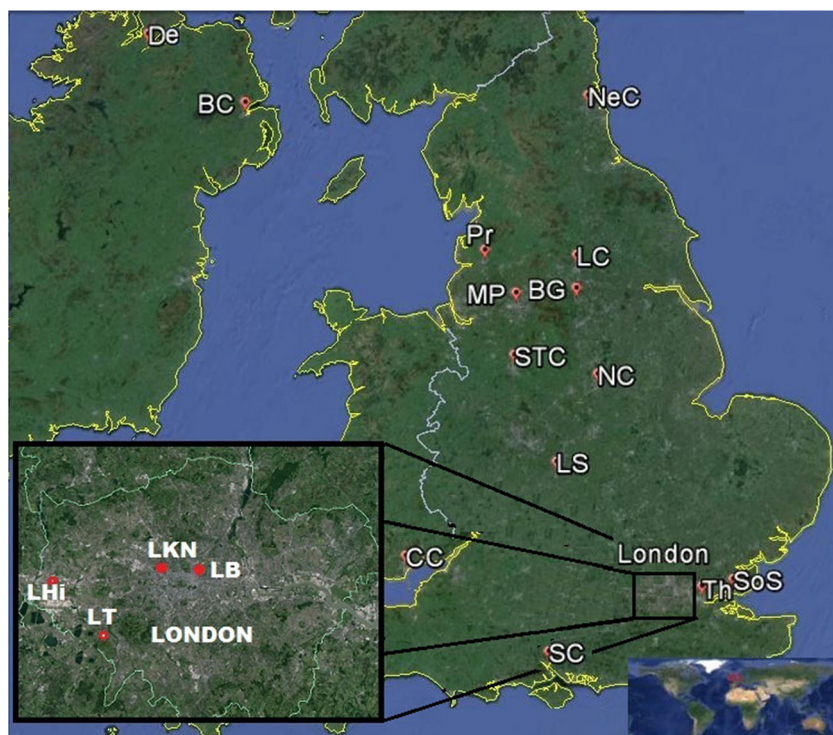 De
BC
NeC
Pr
LC
MP
BG
STC
NC
LS
CC
London
Th
SoS
SC
LKN
LB
LHi
LT
LONDON